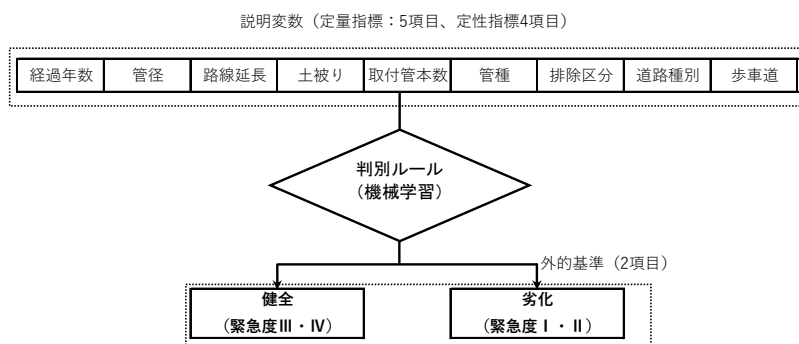 説明変数（定量指標：5項目、定性指標4項目）
経過年数 管径 路線延長 土被り 取付管本数 管種 排除区分 道路種別 歩車道
判別ルール
（機械学習）
外的基準（2項目）
健全
（緊急度Ⅲ・Ⅳ）
劣化
（緊急度Ⅰ・Ⅱ）